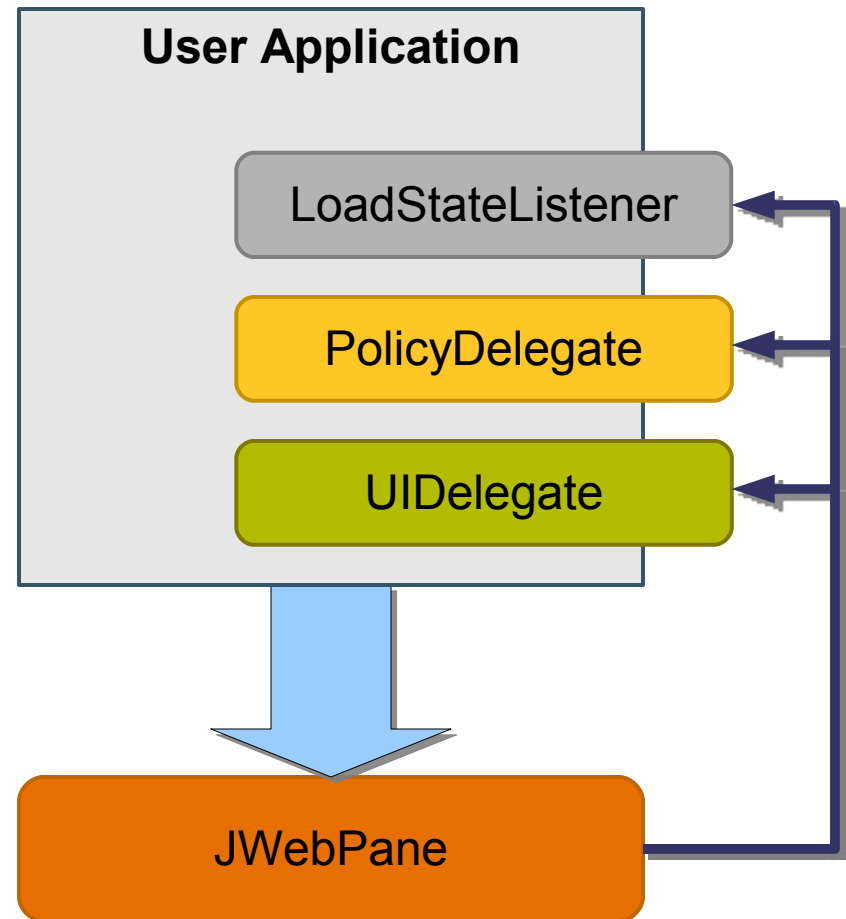 User Application
LoadStateListener
PolicyDelegate
UIDelegate
JWebPane